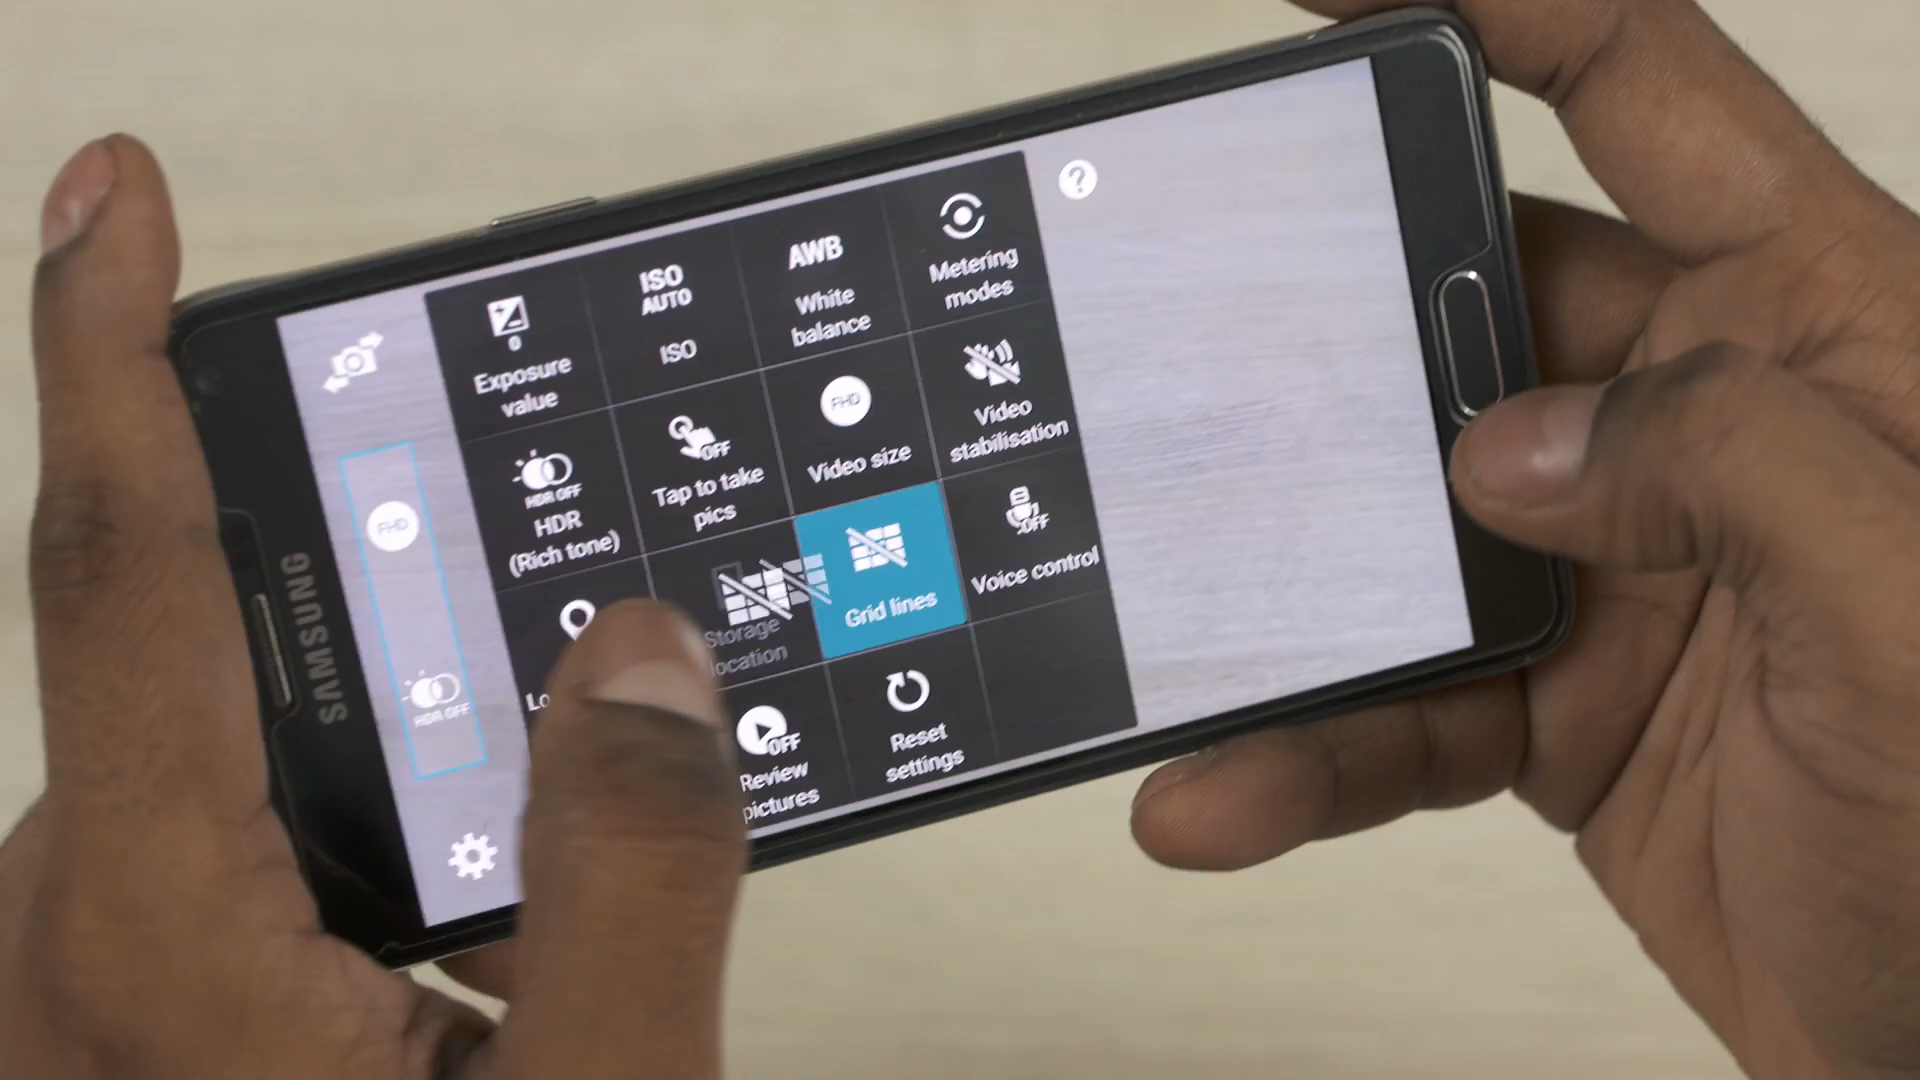 0
Exposure
value
ISO
AUTO
ISO
AWB
White
balance
Metering
modes
?
HDR OFF
HDR
(Rich tone)
OFF
Tap to take
pics
FHD
Video size
Video
stabilisation
Storage
location
Grid lines
OFF
Voice control
OFF
Review
pictures
Reset
settings
FHD
HDR OFF
SAMSUNG